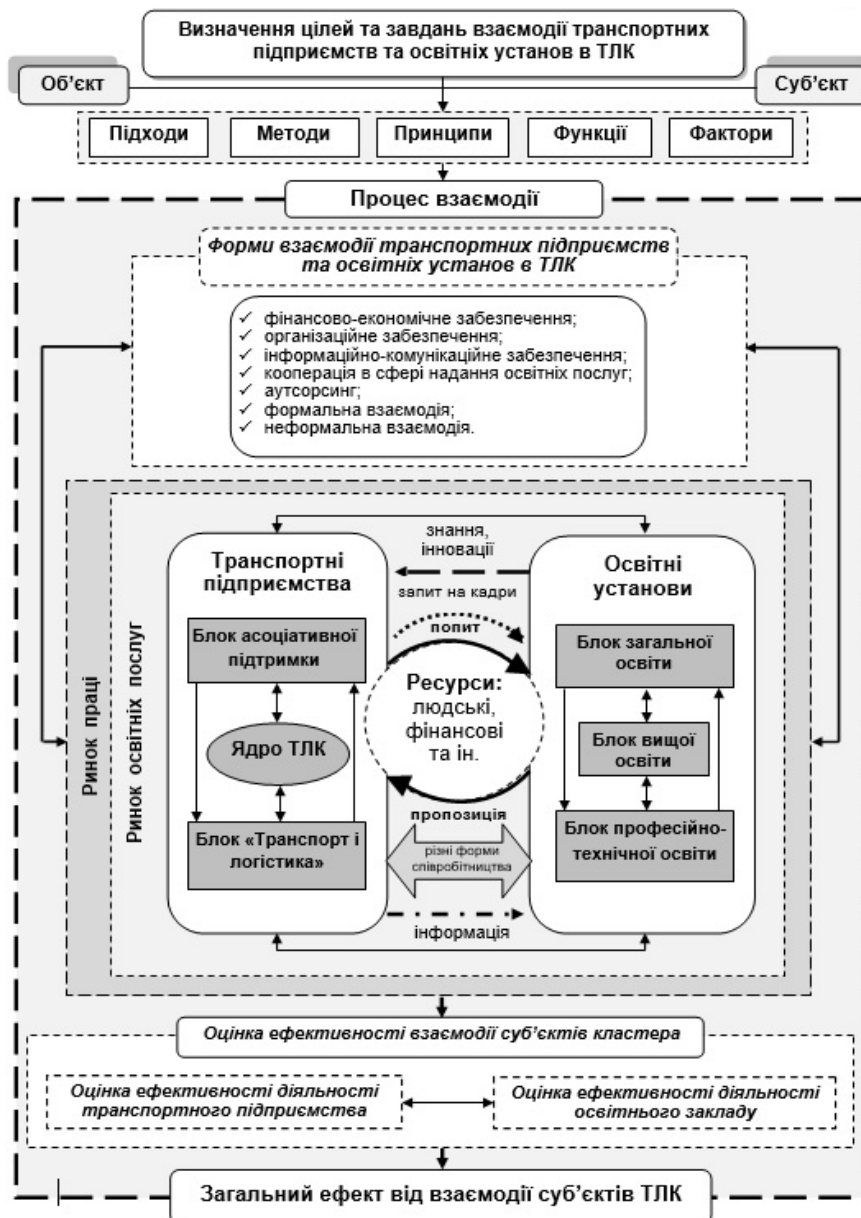 Визначення цілей та завдань взаємодії транспортних
підприємств та освітніх установ в ТЛК
Об’єкт
Суб’єкт
Підходи
Методи
Принципи
Функції
Фактори
Процес взаємодії
Форми взаємодії транспортних підприємств
та освітніх установ в ТЛК
✓ фінансово-економічне забезпечення;
✓ організаційне забезпечення;
✓ інформаційно-комунікаційне забезпечення;
✓ кооперація в сфері надання освітніх послуг;
✓ аутсорсинг;
✓ формальна взаємодія;
✓ неформальна взаємодія.
Ринок праці
Ринок освітніх послуг
Транспортні
підприємства
Блок асоціативної
підтримки
Ядро ТЛК
Блок «Транспорт і
логістика»
знання,
інновації
запит на кадри
попит
Ресурси:
людські,
фінансові
та ін.
пропозиція
різні форми
співробітництва
інформація
Освітні
установи
Блок загальної
освіти
Блок вищої
освіти
Блок професійно-
технічної освіти
Оцінка ефективності взаємодії суб’єктів кластера
Оцінка ефективності діяльності
транспортного підприємства
Оцінка ефективності діяльності
освітнього закладу
Загальний ефект від взаємодії суб’єктів ТЛК